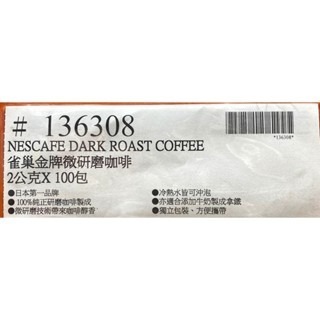 # 136308
*136308*
NESCAFE DARK ROAST COFFEE
雀巢金牌微研磨咖啡
2公克X 100包
●日本第一品牌
●100%純正研磨咖啡製成
●微研磨技術帶來咖啡醇香
●冷熱水皆可沖泡
●亦適合添加牛奶製成拿鐵
●獨立包裝、方便攜帶